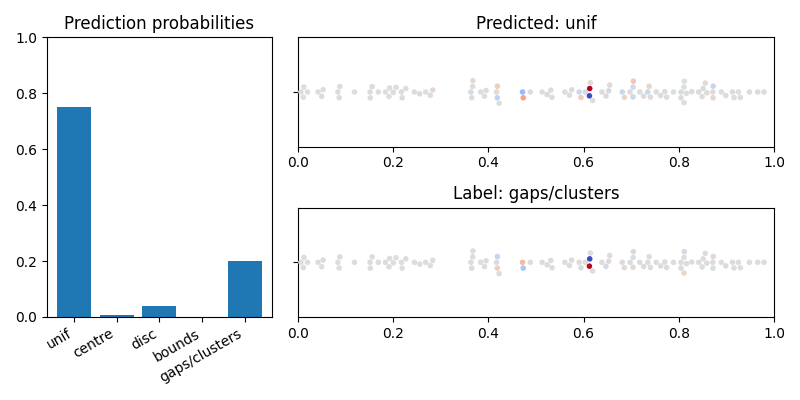 Prediction probabilities
1.0
0.8
0.6
0.4
0.2
0.0
unif
centre
disc
bounds
gaps/clusters
Predicted: unif
0.0 0.2 0.4 0.6 0.8 1.0
Label: gaps/clusters
0.0 0.2 0.4 0.6 0.8 1.0